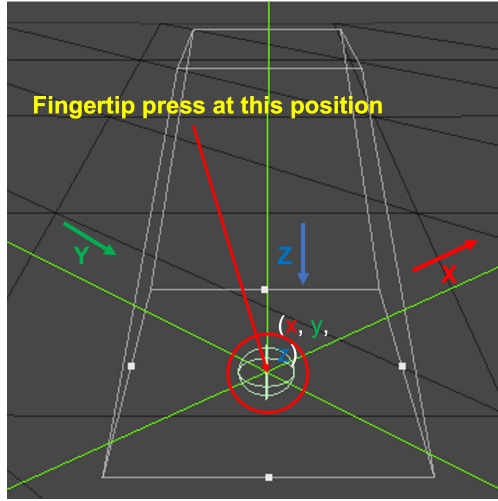 Fingertip press at this position
Y
Z
X
(x, y,
z)